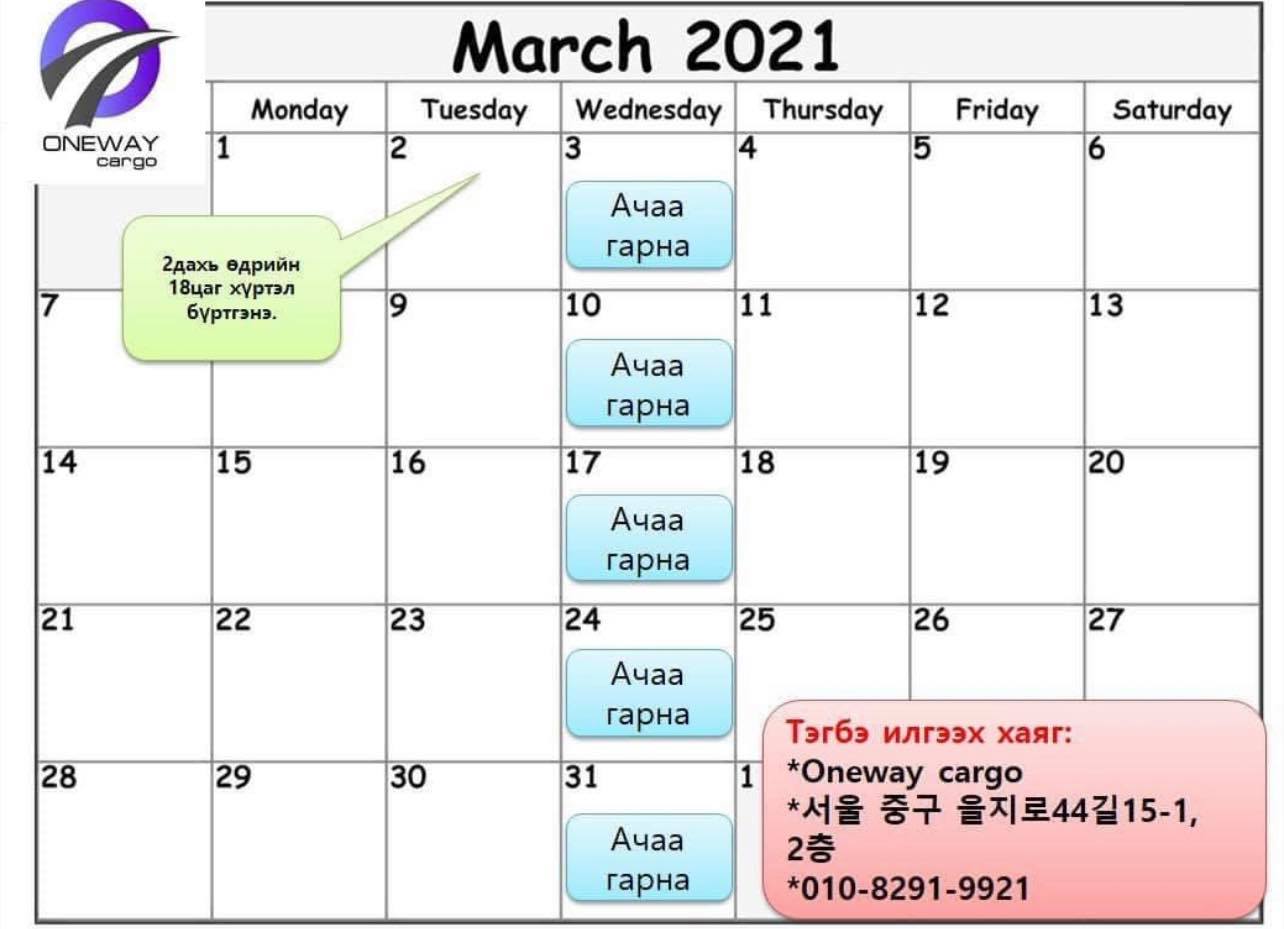 ONEWAY
cargo
March 2021
Monday Tuesday Wednesday Thursday Friday Saturday
1 2 3 4 5 6
Ачаа
гарна
2дахь өдрийн
18цаг хүртэл
бүртгэнэ.
7 9 10 11 12 13
Ачаа
гарна
14 15 16 17 18 19 20
Ачаа
гарна
21 22 23 24 25 26 27
Ачаа
гарна
28 29 30 31 1
Ачаа
гарна
Тэгбэ илгээх хаяг:
*Oneway cargo
*서울 중구 을지로44길15-1,
2층
*010-8291-9921